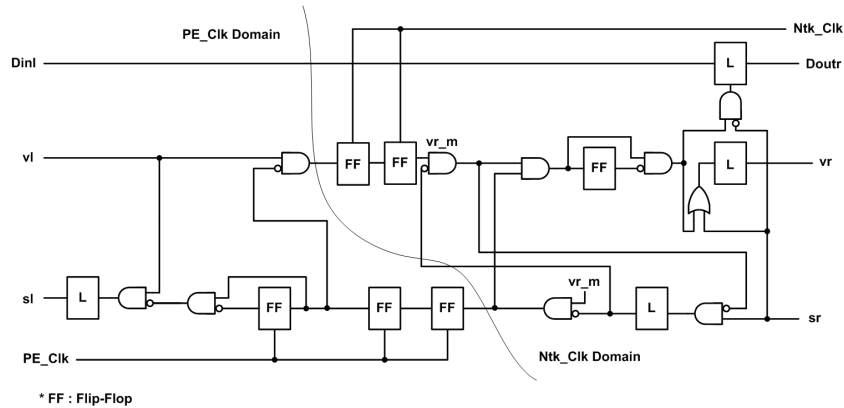 PE_Clk Domain
Ntk_Clk
Dinl
L
Doutr
vr_m
vl
FF
FF
FF
L
vr
vr_m
sl
L
FF
FF
FF
L
sr
PE_Clk
Ntk_Clk Domain
* FF : Flip-Flop